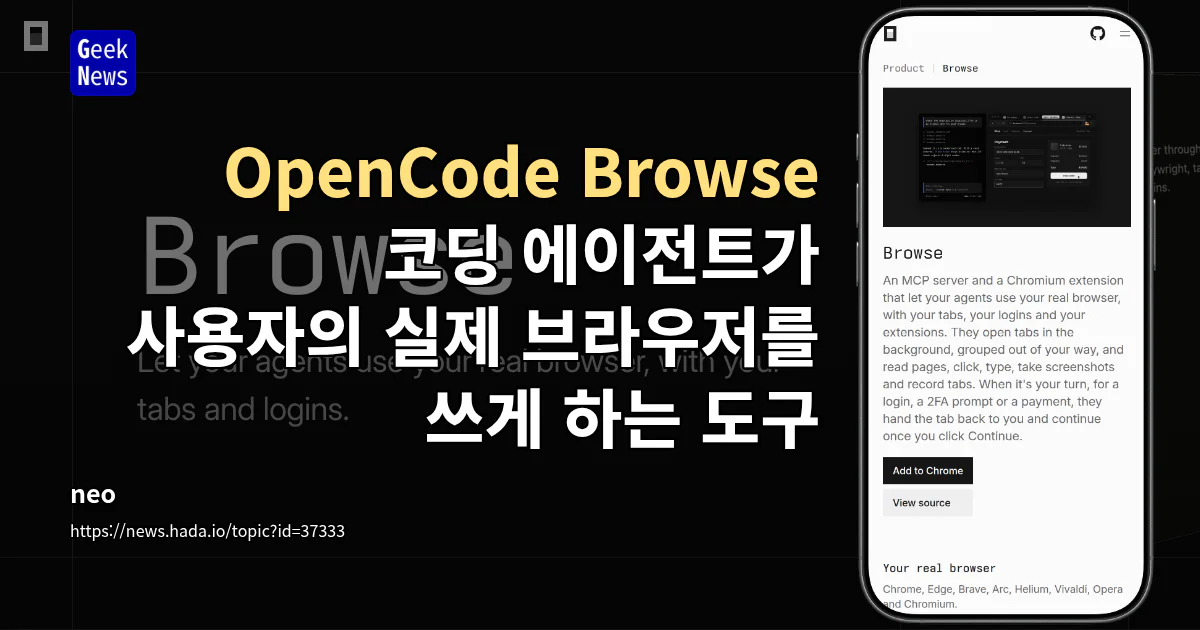 Geek
News
OpenCode Browse
코딩 에이전트가
사용자의 실제 브라우저를
쓰게 하는 도구
Browse
Let your agents use your real browser, with your
tabs and logins.
neo
https://news.hada.io/topic?id=37333
Product
Browse
Browse
An MCP server and a Chromium extension
that let your agents use your real browser,
with your tabs, your logins and your
extensions. They open tabs in the
background, grouped out of your way, and
read pages, click, type, take screenshots
and record tabs. When it's your turn, for a
login, a 2FA prompt or a payment, they
hand the tab back to you and continue
once you click Continue.
Add to Chrome
View source
Your real browser
Chrome, Edge, Brave, Arc, Helium, Vivaldi, Opera
and Chromium.